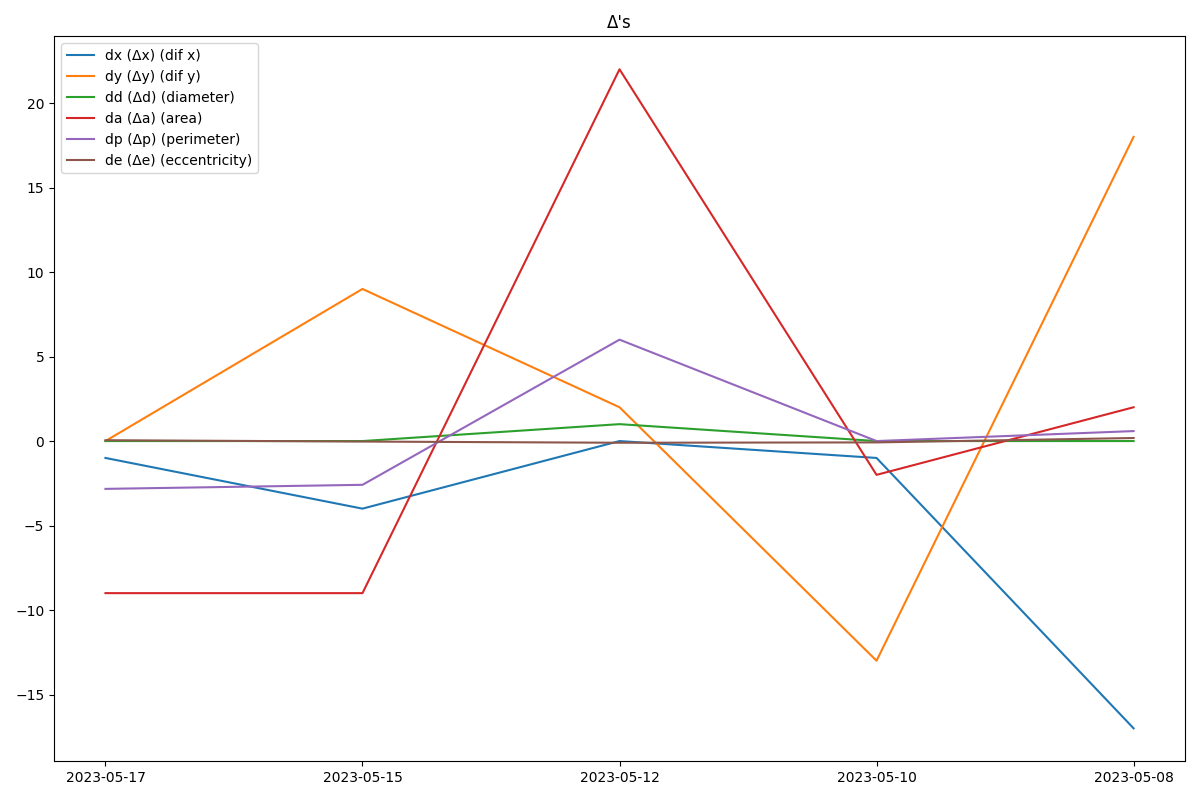 Δ's
dx (Δx) (dif x)
dy (Δy) (dif y)
dd (Δd) (diameter)
da (Δa) (area)
dp (Δp) (perimeter)
de (Δe) (eccentricity)
20
15
10
5
0
−5
−10
−15
2023-05-17 2023-05-15 2023-05-12 2023-05-10 2023-05-08